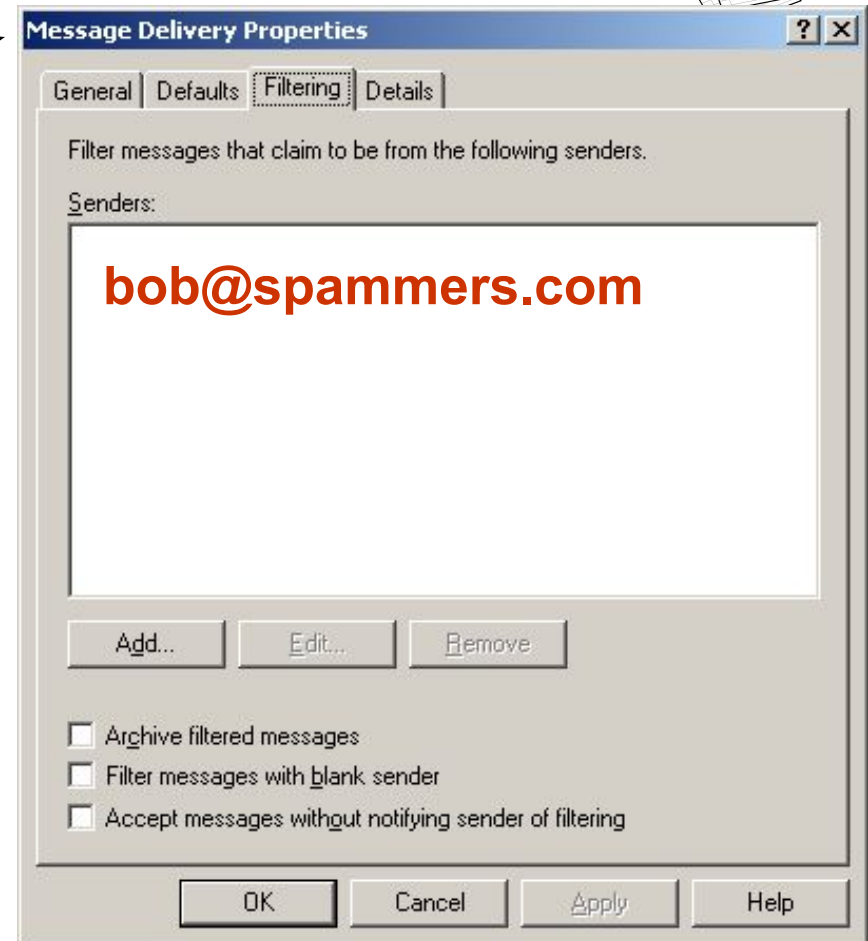 Message Delivery Properties
General Defaults Filtering Details
Filter messages that claim to be from the following senders.
Senders:
bob@spammers.com
Add... Edit... Remove
Archive filtered messages
Filter messages with blank sender
Accept messages without notifying sender of filtering
OK Cancel Apply Help